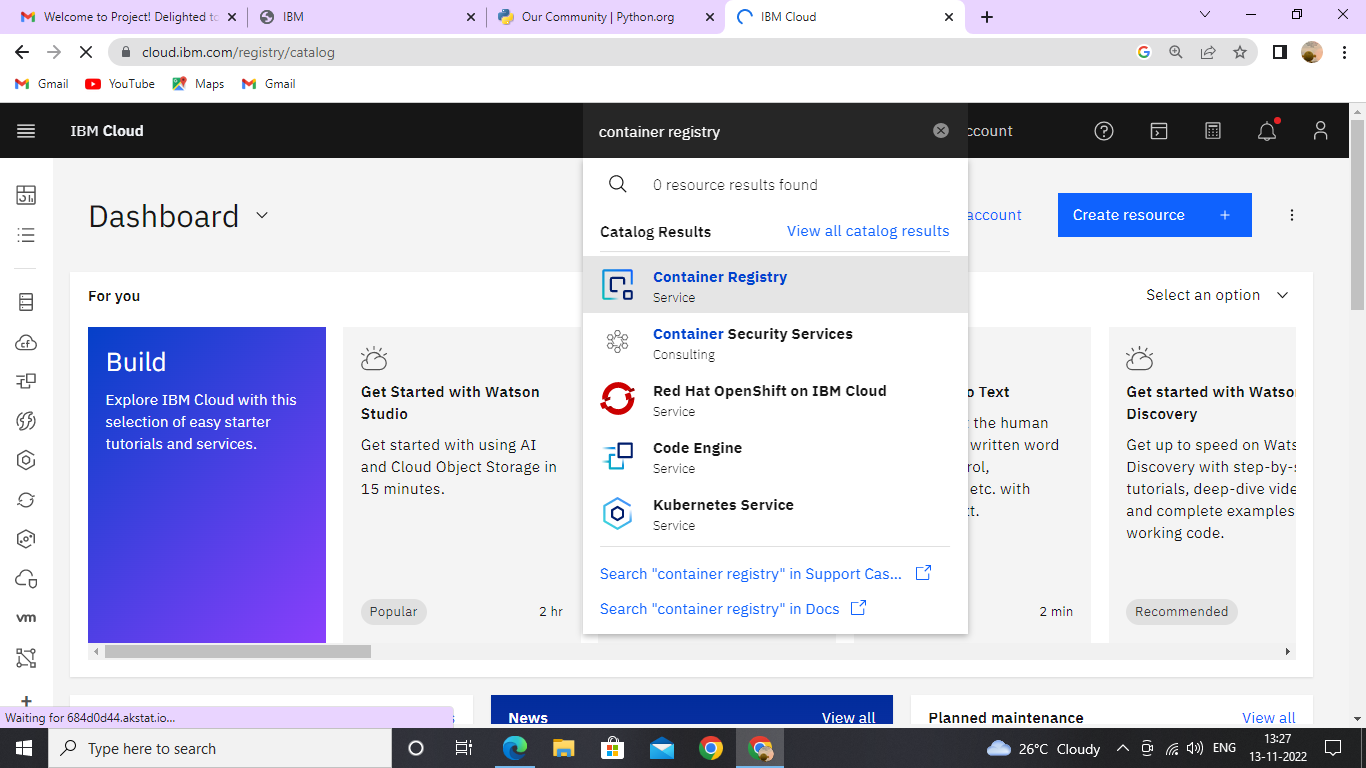 Welcome to Project! Delighted to
IBM
Our Community | Python.org
IBM Cloud
cloud.ibm.com/registry/catalog
Gmail
YouTube
Maps
Gmail
IBM Cloud
container registry
ccount
0 resource results found
Dashboard
account
Create resource +
Catalog Results
View all catalog results
For you
Select an option
Container Registry
Service
Container Security Services
Consulting
Red Hat OpenShift on IBM Cloud
Service
Code Engine
Service
Kubernetes Service
Service
Search "container registry" in Support Cas...
Search "container registry" in Docs
Build
Explore IBM Cloud with this
selection of easy starter
tutorials and services.
Get Started with Watson
Studio
Get started with using AI
and Cloud Object Storage in
15 minutes.
Popular
2 hr
o Text
the human
written word
rol,
etc. with
xt.
2 min
Get started with Watso
Discovery
Get up to speed on Wats
Discovery with step-by-s
tutorials, deep-dive vide
and complete examples
working code.
Recommended
cf
vm
News
View all
Planned maintenance
View all
Waiting for 684d0d44.akstat.io...
Type here to search
26°C Cloudy
ENG
13:27
13-11-2022